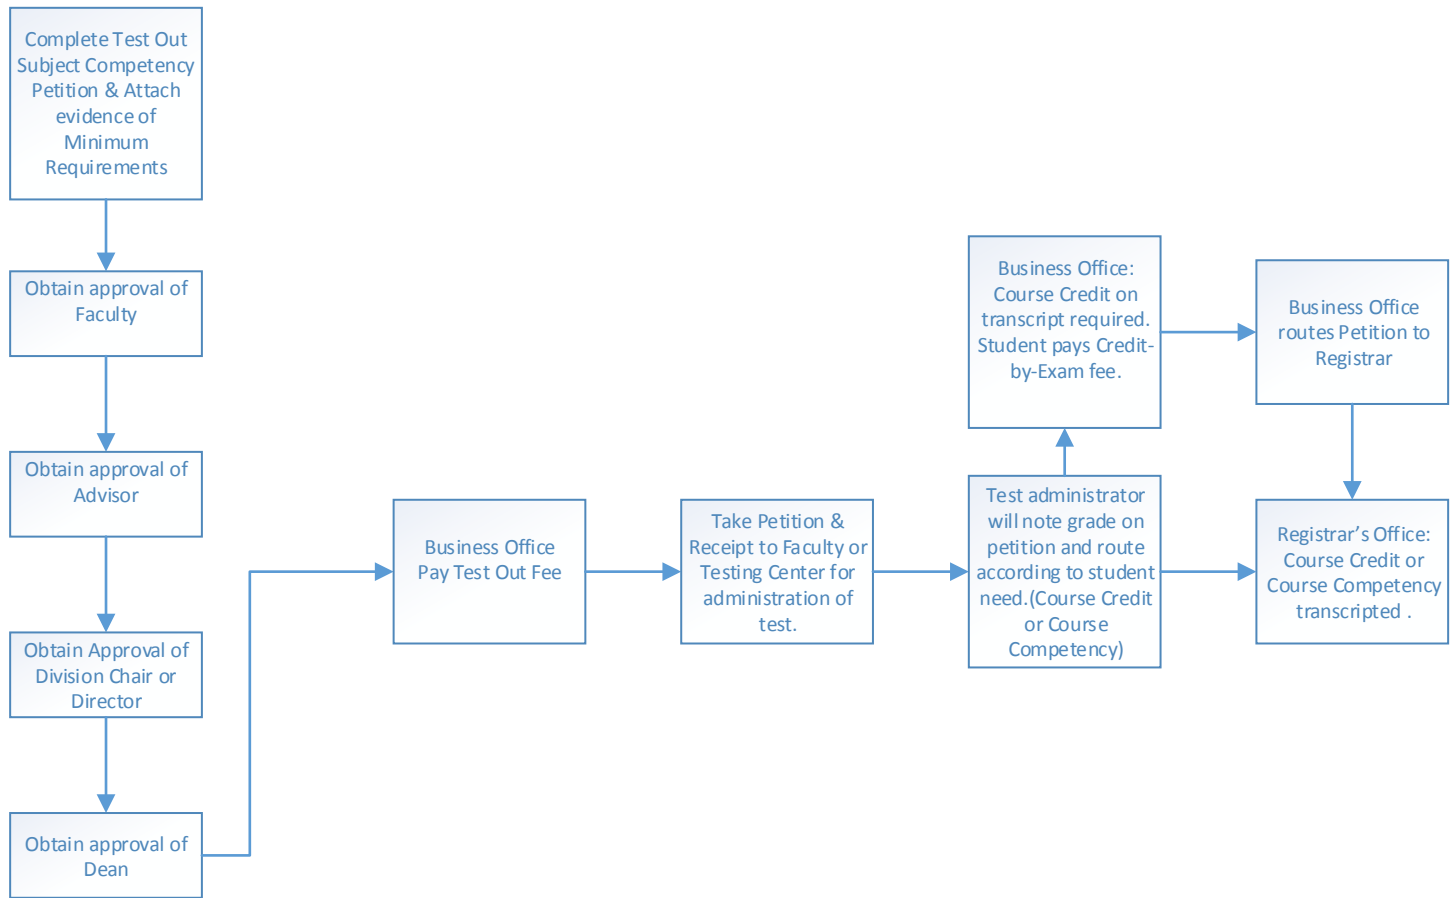 Complete Test Out
Subject Competency
Petition & Attach
evidence of
Minimum
Requirements
Obtain approval of
Faculty
Obtain approval of
Advisor
Obtain Approval of
Division Chair or
Director
Obtain approval of
Dean
Business Office
Pay Test Out Fee
Take Petition &
Receipt to Faculty or
Testing Center for
administration of
test.
Test administrator
will note grade on
petition and route
according to student
need.(Course Credit
or Course
Competency)
Business Office:
Course Credit on
transcript required.
Student pays Credit-
by-Exam fee.
Business Office
routes Petition to
Registrar
Registrar’s Office:
Course Credit or
Course Competency
transcripted .